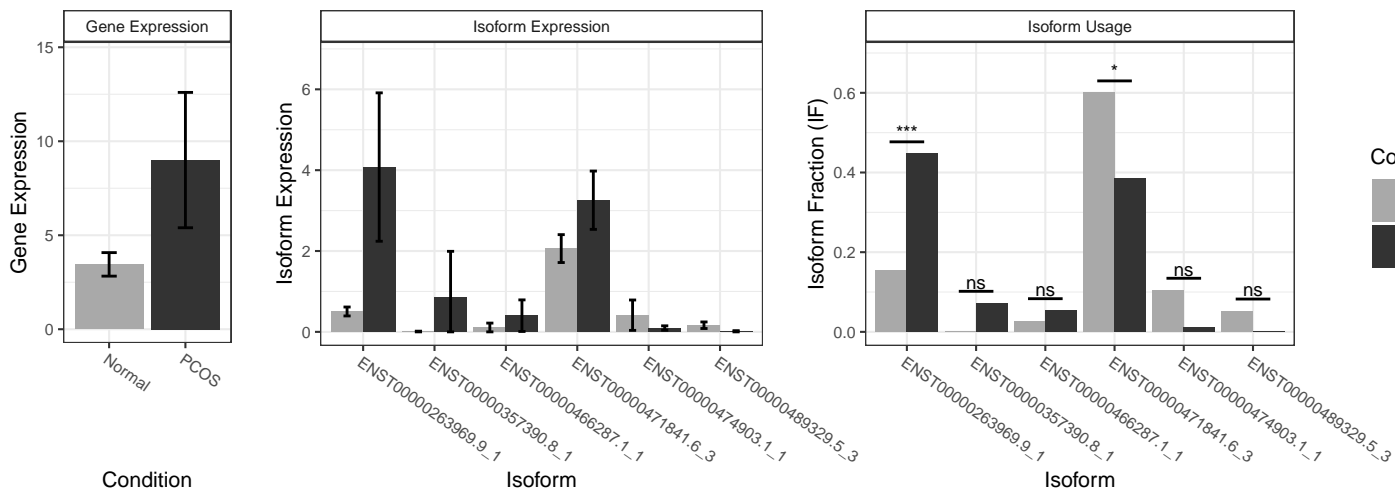 Gene Expression
Isoform Expression
Isoform Usage
Gene Expression
15
10
5
0
Normal
PCOS
Condition
Isoform Expression
6
4
2
0
ENST00000263969.9_1
ENST00000357390.8_1
ENST00000466287.1_1
ENST00000471841.6_3
ENST00000474903.1_1
ENST00000489329.5_3
Isoform
Isoform Fraction (IF)
0.6
0.4
0.2
0.0
***
ns
ns
*
ns
ns
ENST00000263969.9_1
ENST00000357390.8_1
ENST00000466287.1_1
ENST00000471841.6_3
ENST00000474903.1_1
ENST00000489329.5_3
Isoform
Co